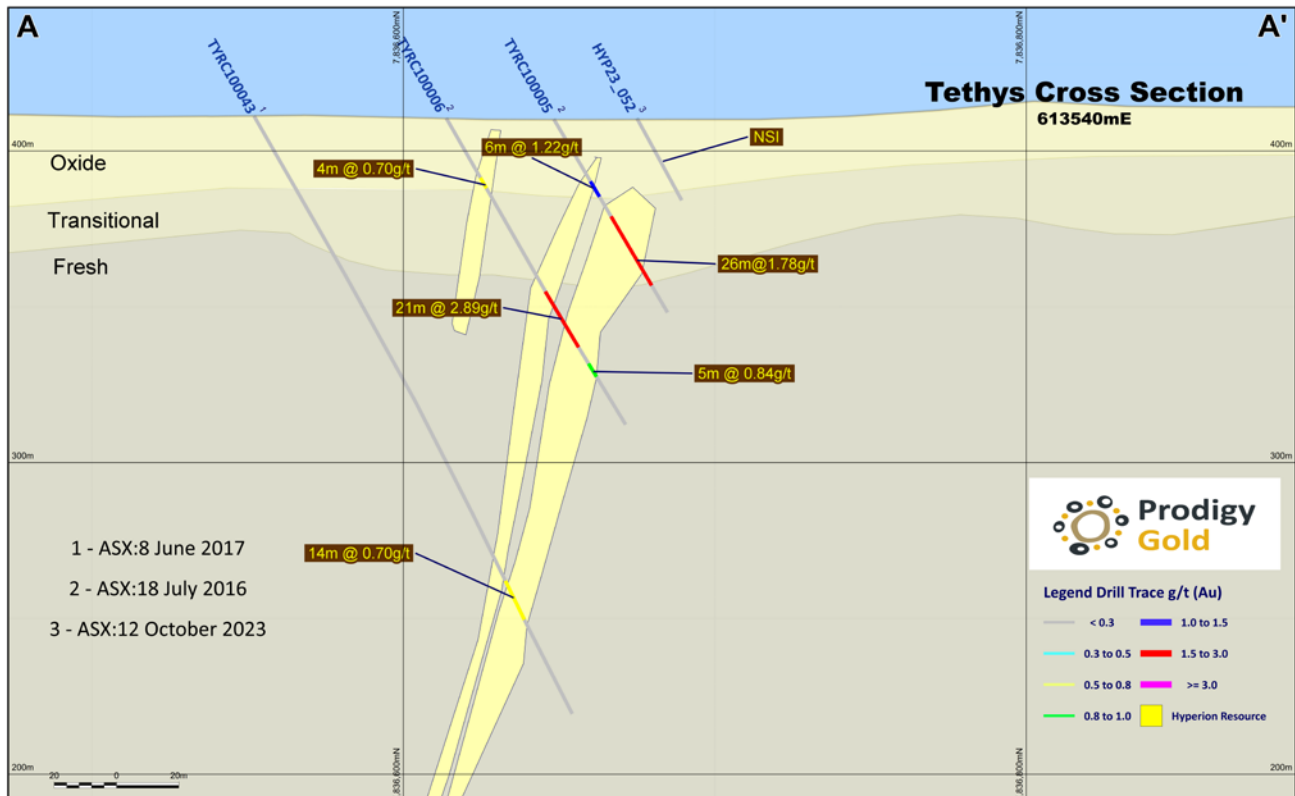 A
A'
TYRC100043 1
7,836,600mN
TYRC100006 2
TYRC100005 2
HYP23_052 3
7,836,800mN
Tethys Cross Section
613540mE
400m
400m
Oxide
Transitional
Fresh
4m @ 0.70g/t
6m @ 1.22g/t
NSI
26m@1.78g/t
21m @ 2.89g/t
5m @ 0.84g/t
300m
300m
14m @ 0.70g/t
1 - ASX:8 June 2017
2 - ASX:18 July 2016
3 - ASX:12 October 2023
Prodigy
Gold
Legend Drill Trace g/t (Au)
< 0.3
1.0 to 1.5
0.3 to 0.5
1.5 to 3.0
0.5 to 0.8
>= 3.0
0.8 to 1.0
Hyperion Resource
200m
200m
,836,600mN
7,836,800mN
20 0 20m